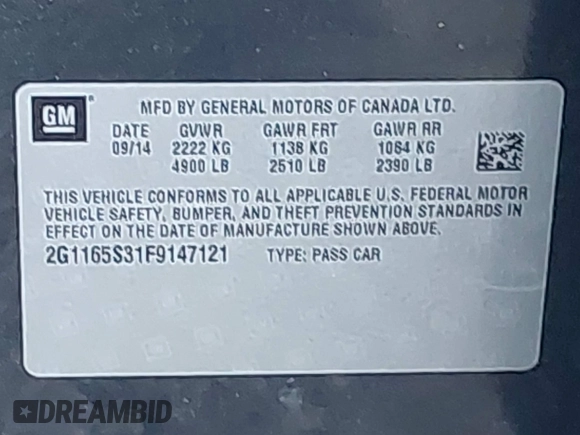 GM
MFD BY GENERAL MOTORS OF CANADA LTD.
DATE GVWR GAWR FRT GAWR RR
09/14 2222 KG 1138 KG 1084 KG
4900 LB 2510 LB 2390 LB
THIS VEHICLE CONFORMS TO ALL APPLICABLE U.S. FEDERAL MOTOR
VEHICLE SAFETY, BUMPER, AND THEFT PREVENTION STANDARDS IN
EFFECT ON THE DATE OF MANUFACTURE SHOWN ABOVE.
2G1165S31F9147121 TYPE: PASS CAR
DREAMBID